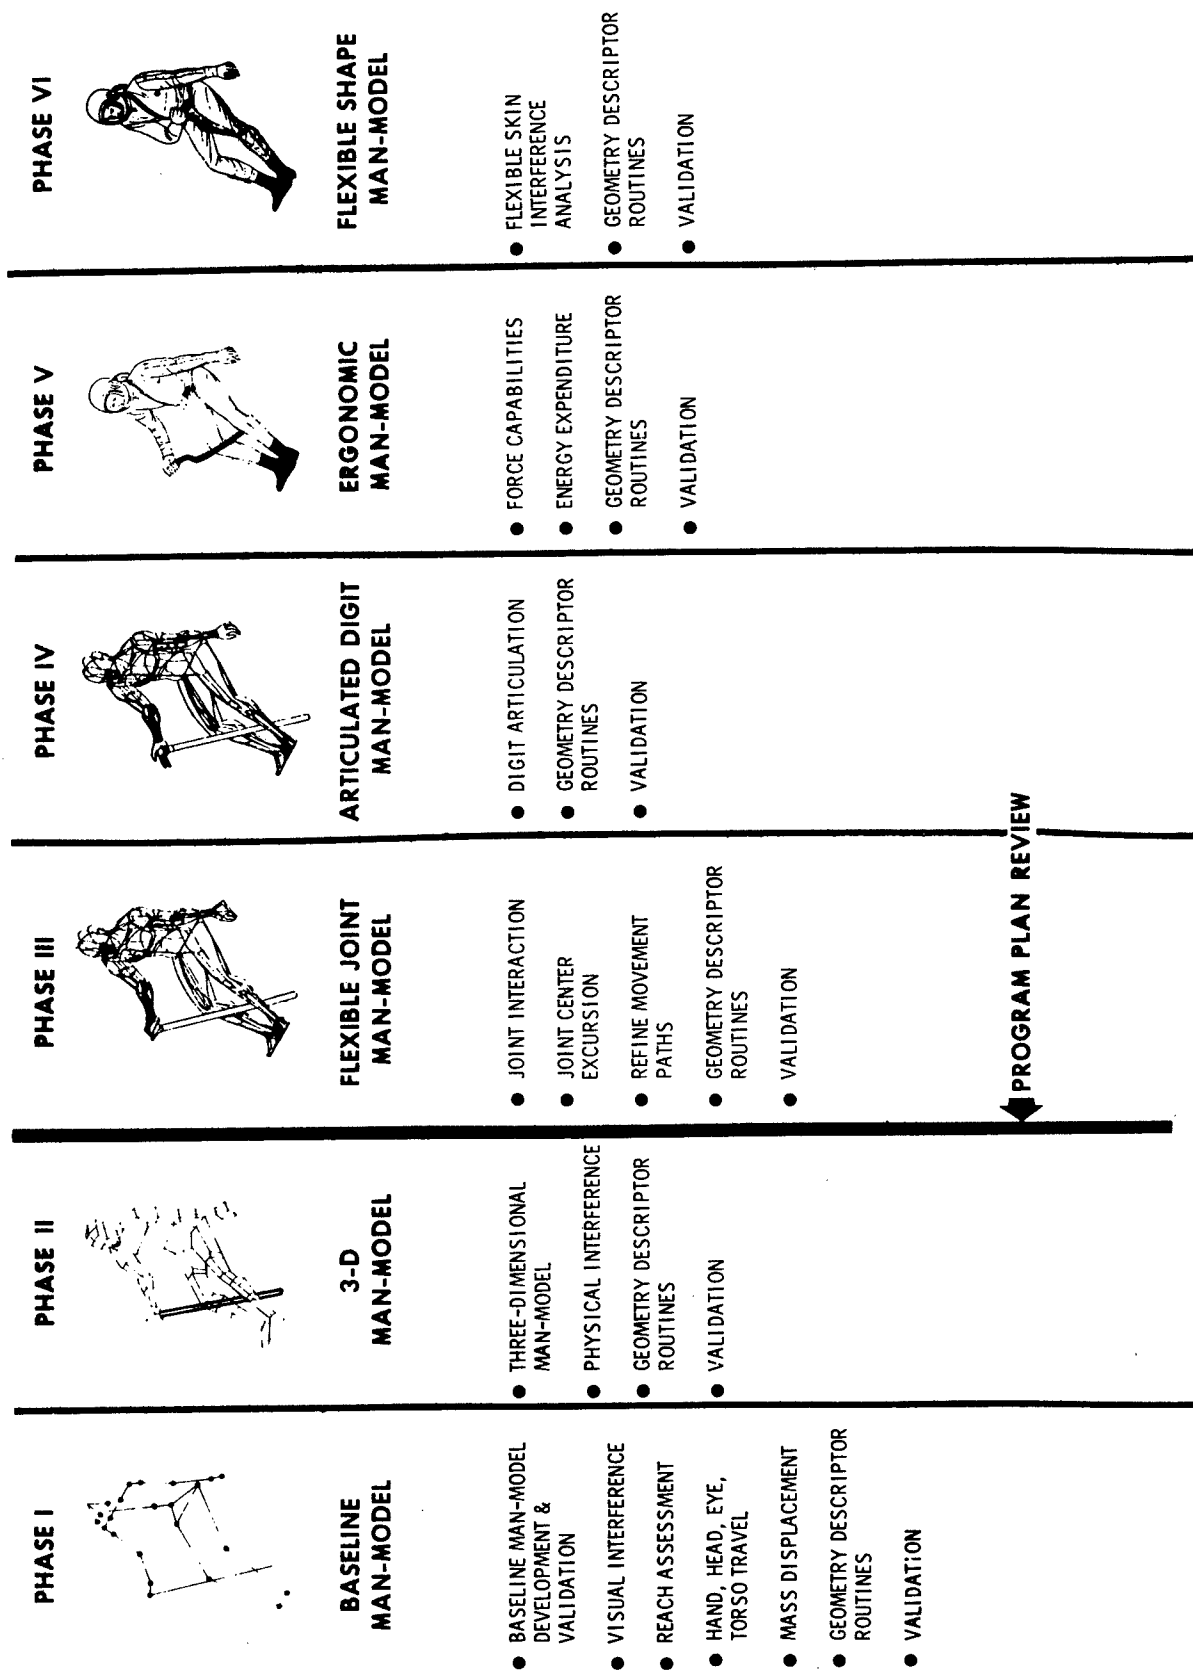 PHASE I
BASELINE
MAN-MODEL
● BASELINE MAN-MODEL
DEVELOPMENT &
VALIDATION
● VISUAL INTERFERENCE
● REACH ASSESSMENT
● HAND, HEAD, EYE,
TORSO TRAVEL
● MASS DISPLACEMENT
● GEOMETRY DESCRIPTOR
ROUTINES
● VALIDATION
PHASE II
3-D
MAN-MODEL
● THREE-DIMENSIONAL
MAN-MODEL
● PHYSICAL INTERFERENCE
● GEOMETRY DESCRIPTOR
ROUTINES
● VALIDATION
PHASE III
FLEXIBLE JOINT
MAN-MODEL
● JOINT INTERACTION
● JOINT CENTER
EXCURSION
● REFINE MOVEMENT
PATHS
● GEOMETRY DESCRIPTOR
ROUTINES
● VALIDATION
PROGRAM PLAN REVIEW
PHASE IV
ARTICULATED DIGIT
MAN-MODEL
● DIGIT ARTICULATION
● GEOMETRY DESCRIPTOR
ROUTINES
● VALIDATION
PHASE V
ERGONOMIC
MAN-MODEL
● FORCE CAPABILITIES
● ENERGY EXPENDITURE
● GEOMETRY DESCRIPTOR
ROUTINES
● VALIDATION
PHASE VI
FLEXIBLE SHAPE
MAN-MODEL
● FLEXIBLE SKIN
INTERFERENCE
ANALYSIS
● GEOMETRY DESCRIPTOR
ROUTINES
● VALIDATION